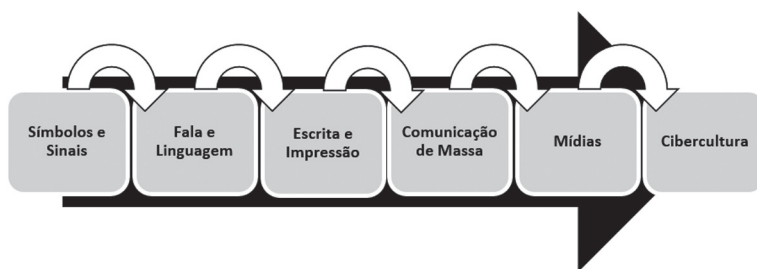 Símbolos e
Sinais
Fala e
Linguagem
Escrita e
Impressão
Comunicação
de Massa
Mídias
Cibercultura